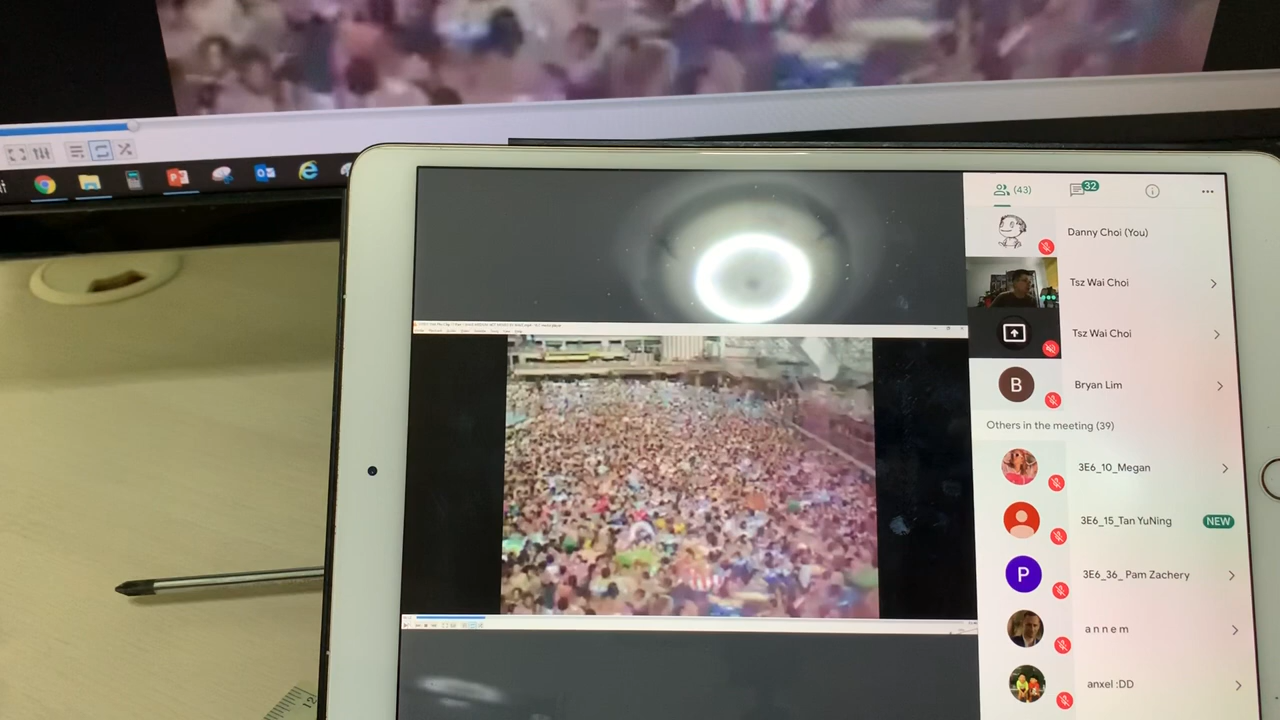 (43)
32
Danny Choi (You)
Tsz Wai Choi
Tsz Wai Choi
B
Bryan Lim
Others in the meeting (39)
3E6_10_Megan
3E6_15_Tan YuNing
NEW
P
3E6_36_ Pam Zachery
a n n e m
anxel :DD
12